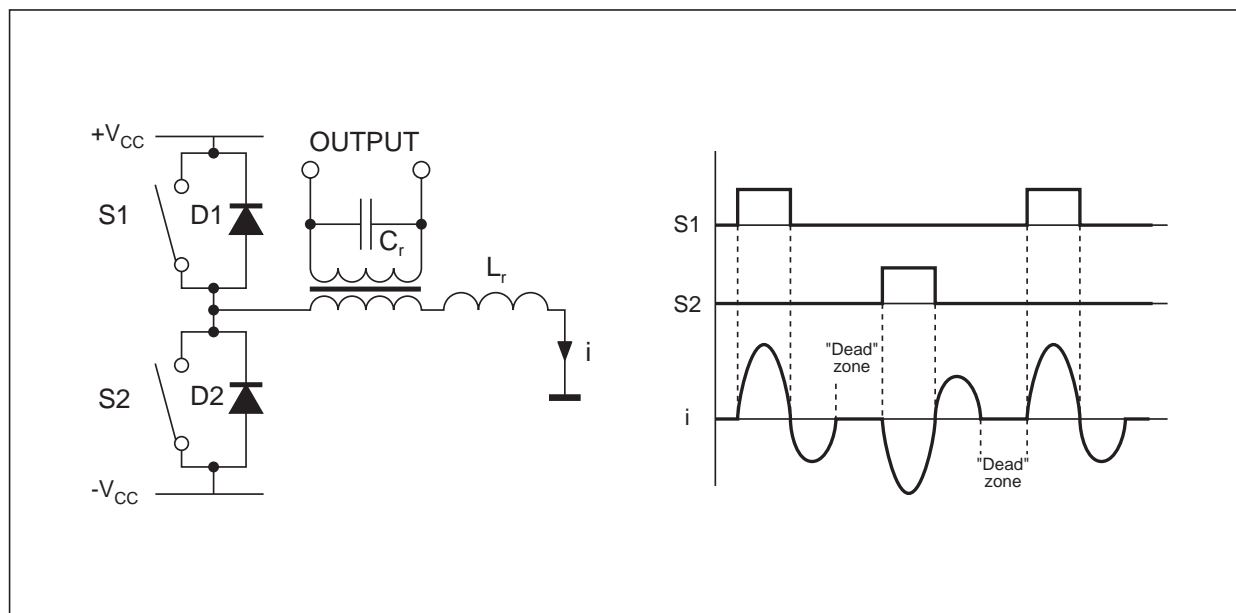 +VCC
OUTPUT
S1
D1
Cr
Lr
S2
D2
i
-VCC
S1
S2
"Dead"
zone
i
"Dead"
zone